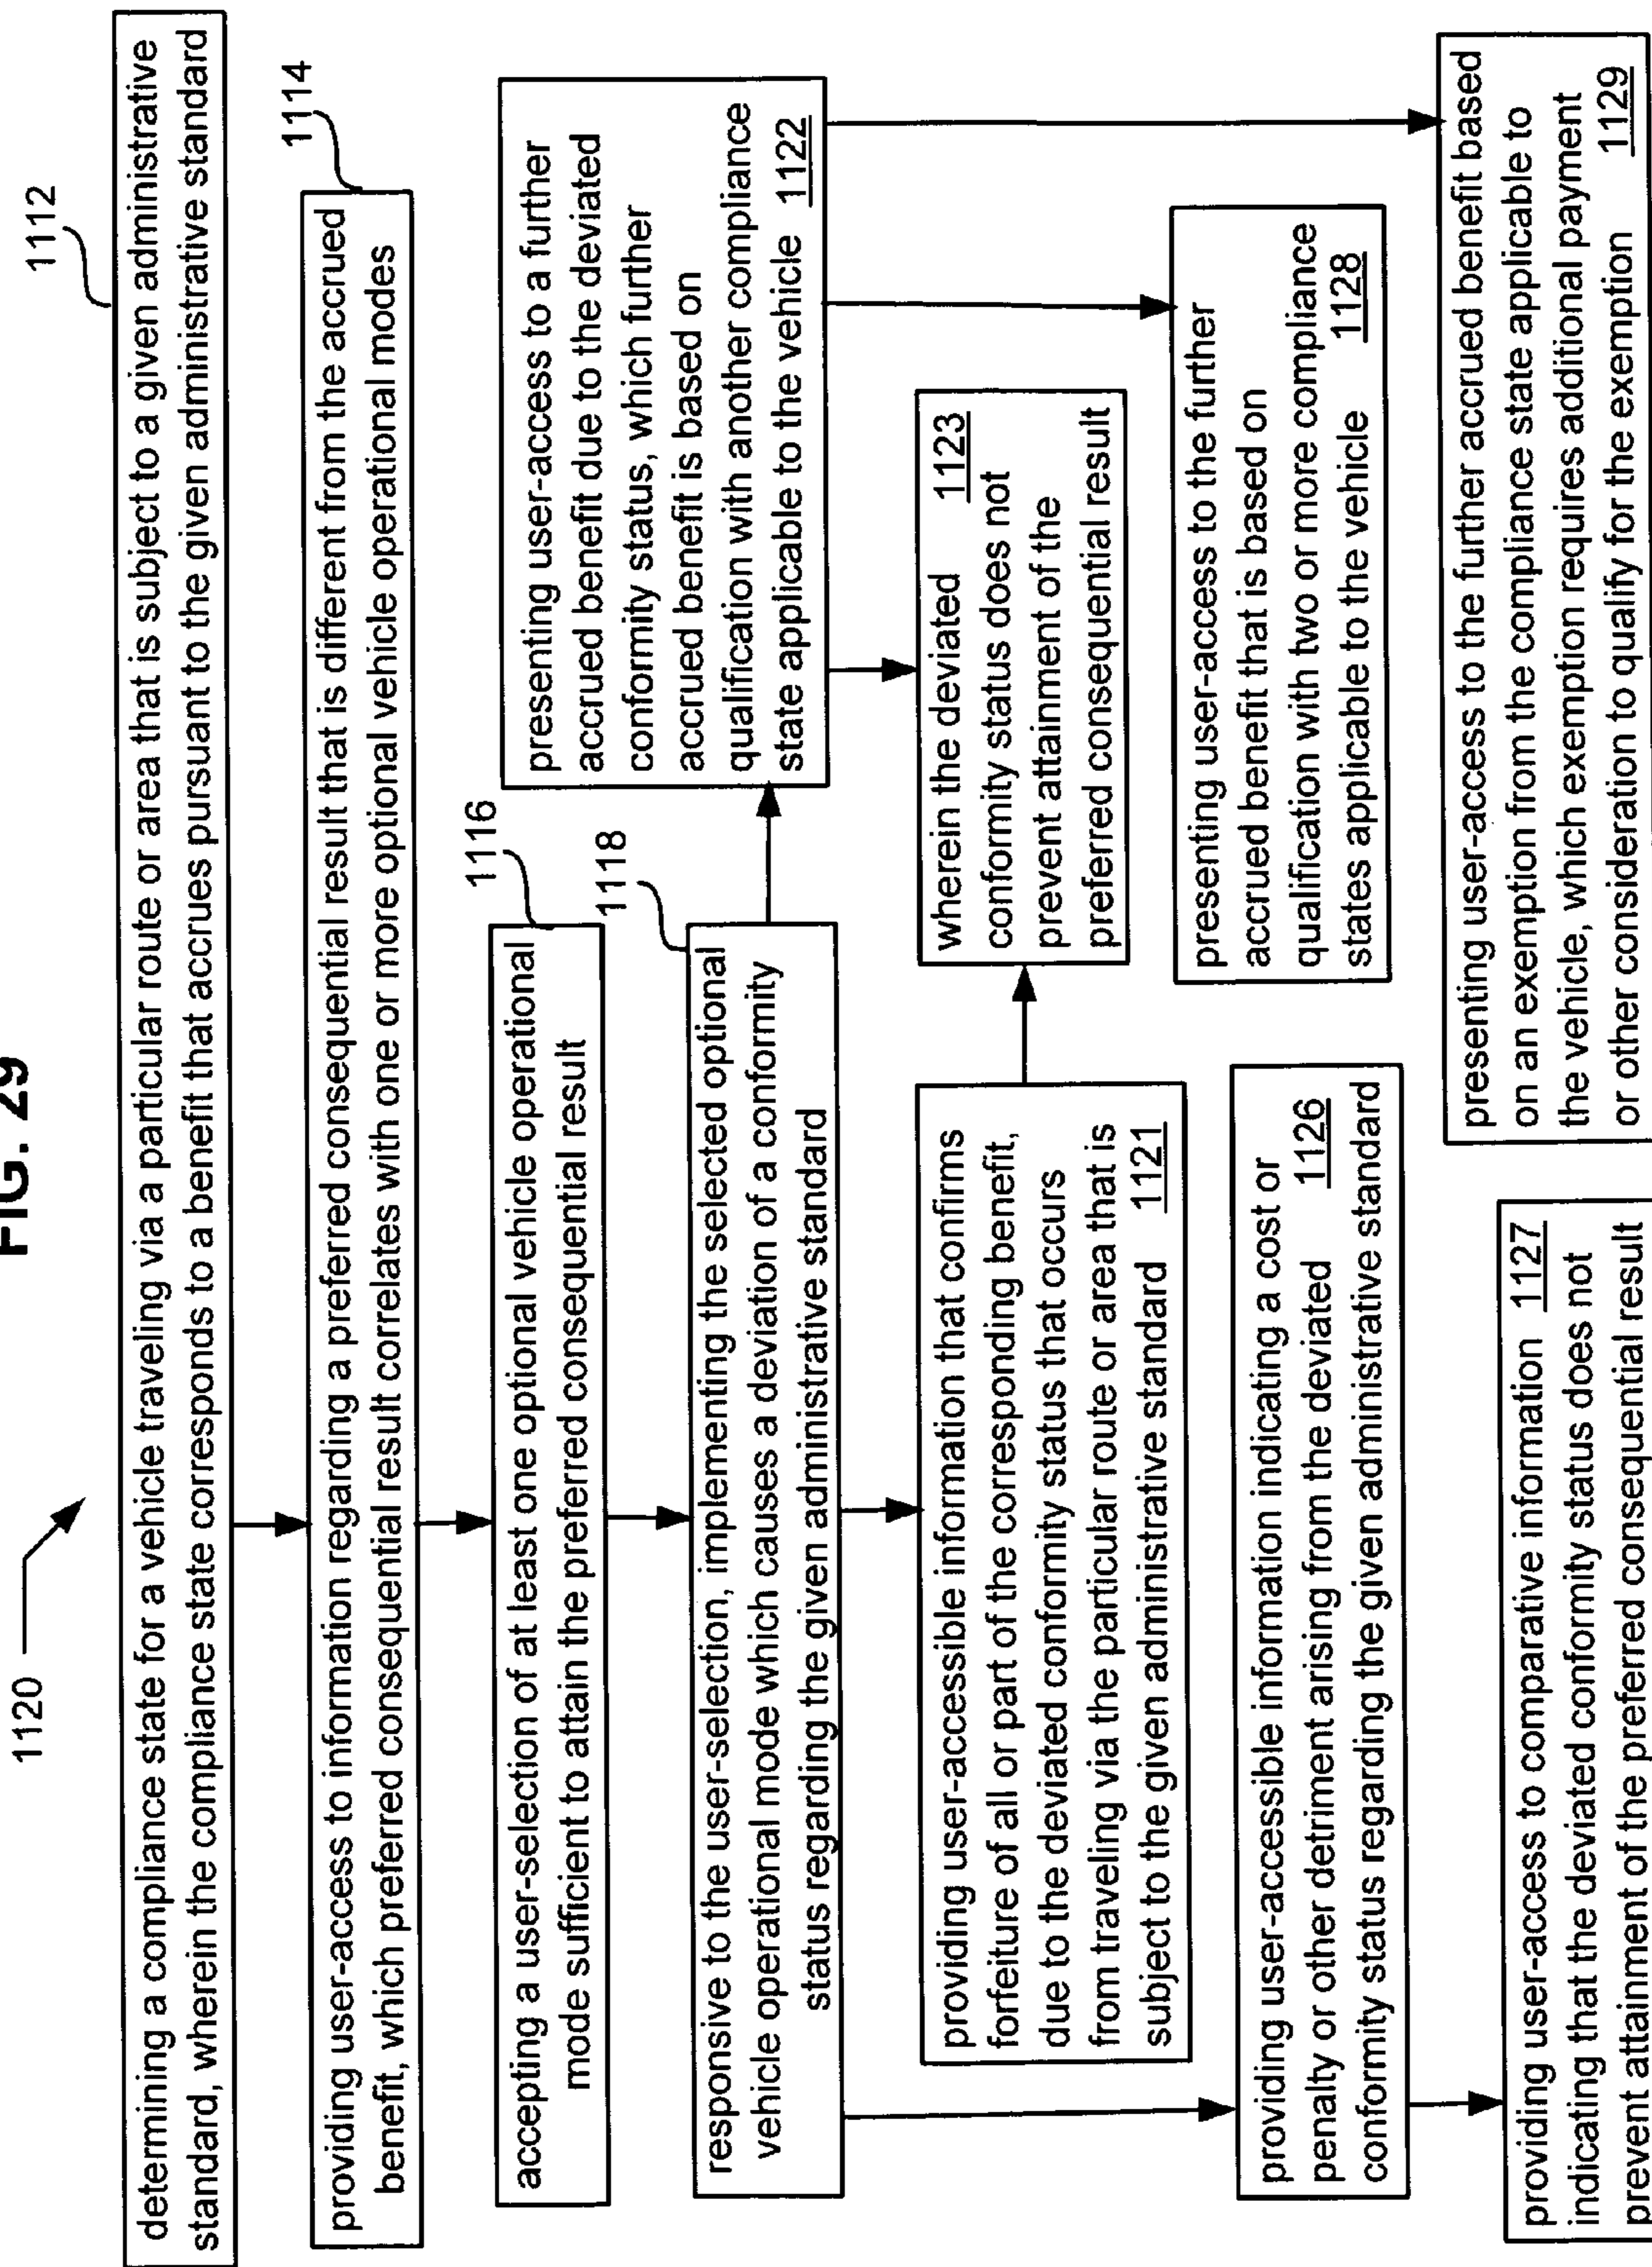 FIG. 29
1120
1112
determining a compliance state for a vehicle traveling via a particular route or area that is subject to a given administrative
standard, wherein the compliance state corresponds to a benefit that accrues pursuant to the given administrative standard
1114
providing user-access to information regarding a preferred consequential result that is different from the accrued
benefit, which preferred consequential result correlates with one or more optional vehicle operational modes
1116
accepting a user-selection of at least one optional vehicle operational
mode sufficient to attain the preferred consequential result
1118
responsive to the user-selection, implementing the selected optional
vehicle operational mode which causes a deviation of a conformity
status regarding the given administrative standard
presenting user-access to a further
accrued benefit due to the deviated
conformity status, which further
accrued benefit is based on
qualification with another compliance
state applicable to the vehicle 1122
providing user-accessible information that confirms
forfeiture of all or part of the corresponding benefit,
due to the deviated conformity status that occurs
from traveling via the particular route or area that is
subject to the given administrative standard 1121
wherein the deviated 1123
conformity status does not
prevent attainment of the
preferred consequential result
providing user-accessible information indicating a cost or
penalty or other detriment arising from the deviated 1126
conformity status regarding the given administrative standard
presenting user-access to the further
accrued benefit that is based on
qualification with two or more compliance
states applicable to the vehicle 1128
providing user-access to comparative information 1127
indicating that the deviated conformity status does not
prevent attainment of the preferred consequential result
presenting user-access to the further accrued benefit based
on an exemption from the compliance state applicable to
the vehicle, which exemption requires additional payment
or other consideration to qualify for the exemption 1129